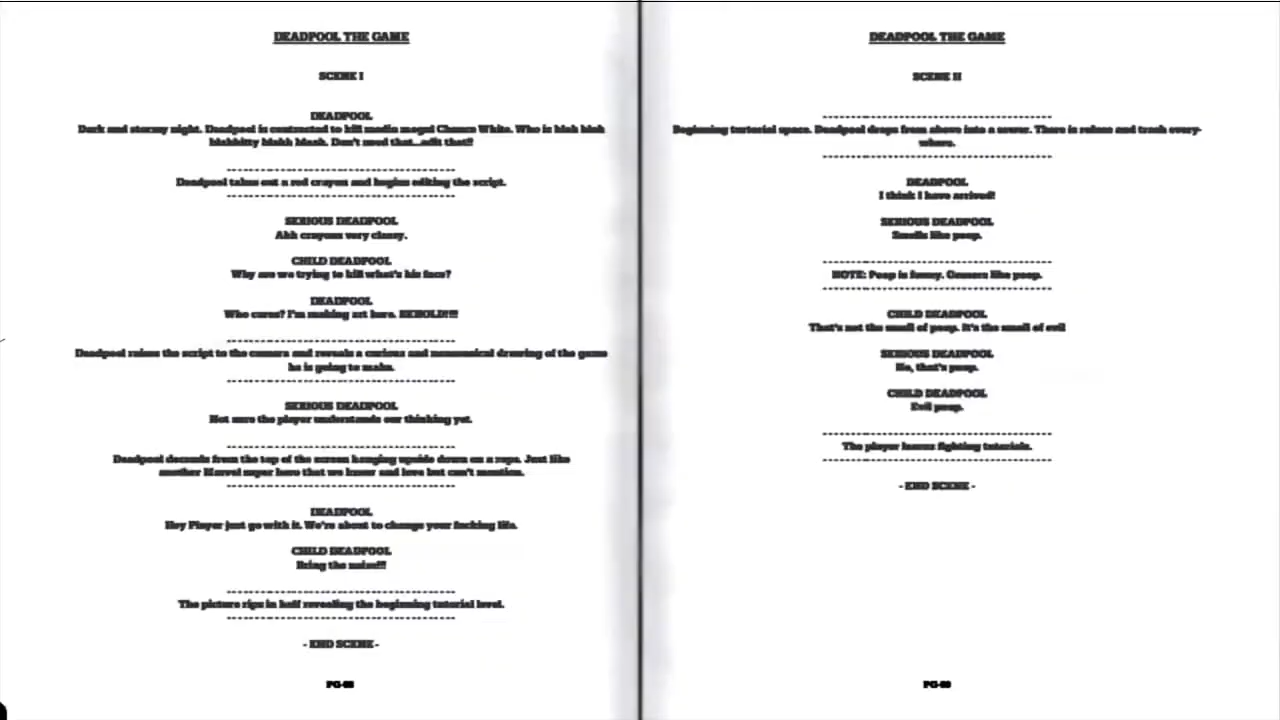 DEADPOOL THE GAME
SCENE I
DEADPOOL
Dark and stormy night. Deadpool is contracted to kill media mogul Chance White. Who is blah blah
blahbitty blahh blaah. Don't need that...edit that!!
Deadpool takes out a red crayon and begins editing the script.
SERIOUS DEADPOOL
Ahh crayons very classy.
CHILD DEADPOOL
Why are we trying to kill what's his face?
DEADPOOL
Who cares? I'm making art here. BEHOLD!!!!
Deadpool raises the script to the camera and reveals a curious and nonsensical drawing of the game
he is going to make.
SERIOUS DEADPOOL
Not sure the player understands our thinking yet.
Deadpool descends from the top of the screen hanging upside down on a rope. Just like
another Marvel super hero that we know and love but can't mention.
DEADPOOL
Hey Player just go with it. We're about to change your fucking life.
CHILD DEADPOOL
Bring the noise!!!
The picture rips in half revealing the beginning tutorial level.
- END SCENE -
DEADPOOL THE GAME
SCENE II
Beginning turtorial space. Deadpool drops from above into a sewer. There is refuse and trash every-
where.
DEADPOOL
I think I have arrived!
SERIOUS DEADPOOL
Smells like poop.
NOTE: Poop is funny. Gamers like poop.
CHILD DEADPOOL
That's not the smell of poop. It's the smell of evil
SERIOUS DEADPOOL
No, that's poop.
CHILD DEADPOOL
Evil poop.
The player learns fighting tutorials.
- END SCENE -